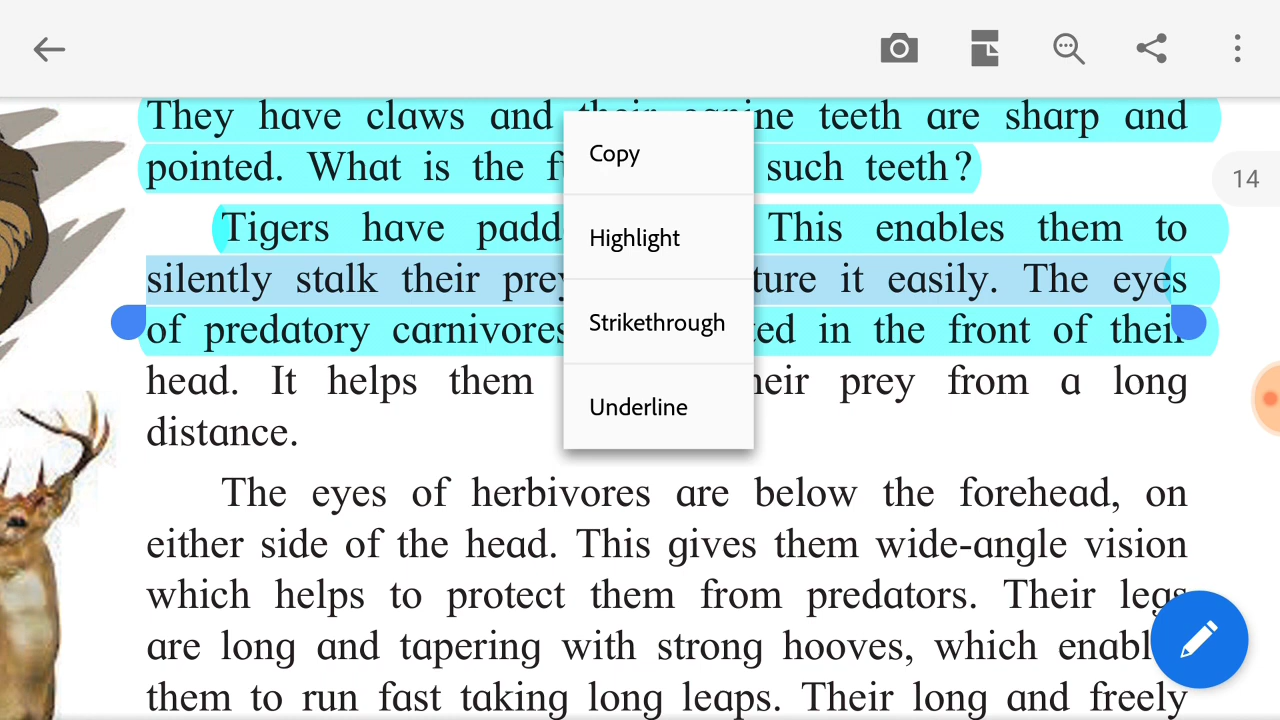 They have claws and their canine teeth are sharp and
pointed. What is the f such teeth?
14
Tigers have padd This enables them to
silently stalk their prey ture it easily. The eyes
of predatory carnivores ted in the front of their
head. It helps them heir prey from a long
distance.
Copy
Highlight
Strikethrough
Underline
The eyes of herbivores are below the forehead, on
either side of the head. This gives them wide-angle vision
which helps to protect them from predators. Their legs
are long and tapering with strong hooves, which enabl
them to run fast taking long leaps. Their long and freely